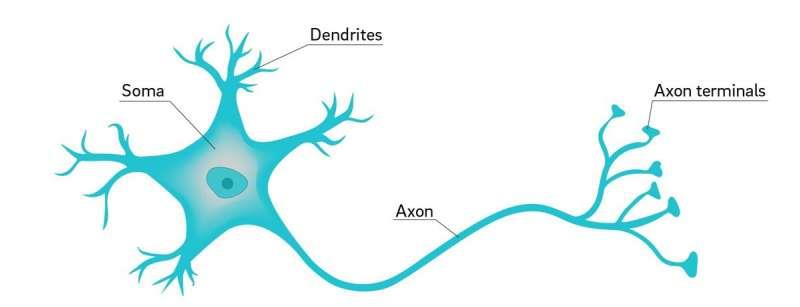 Dendrites
Soma
Axon terminals
Axon